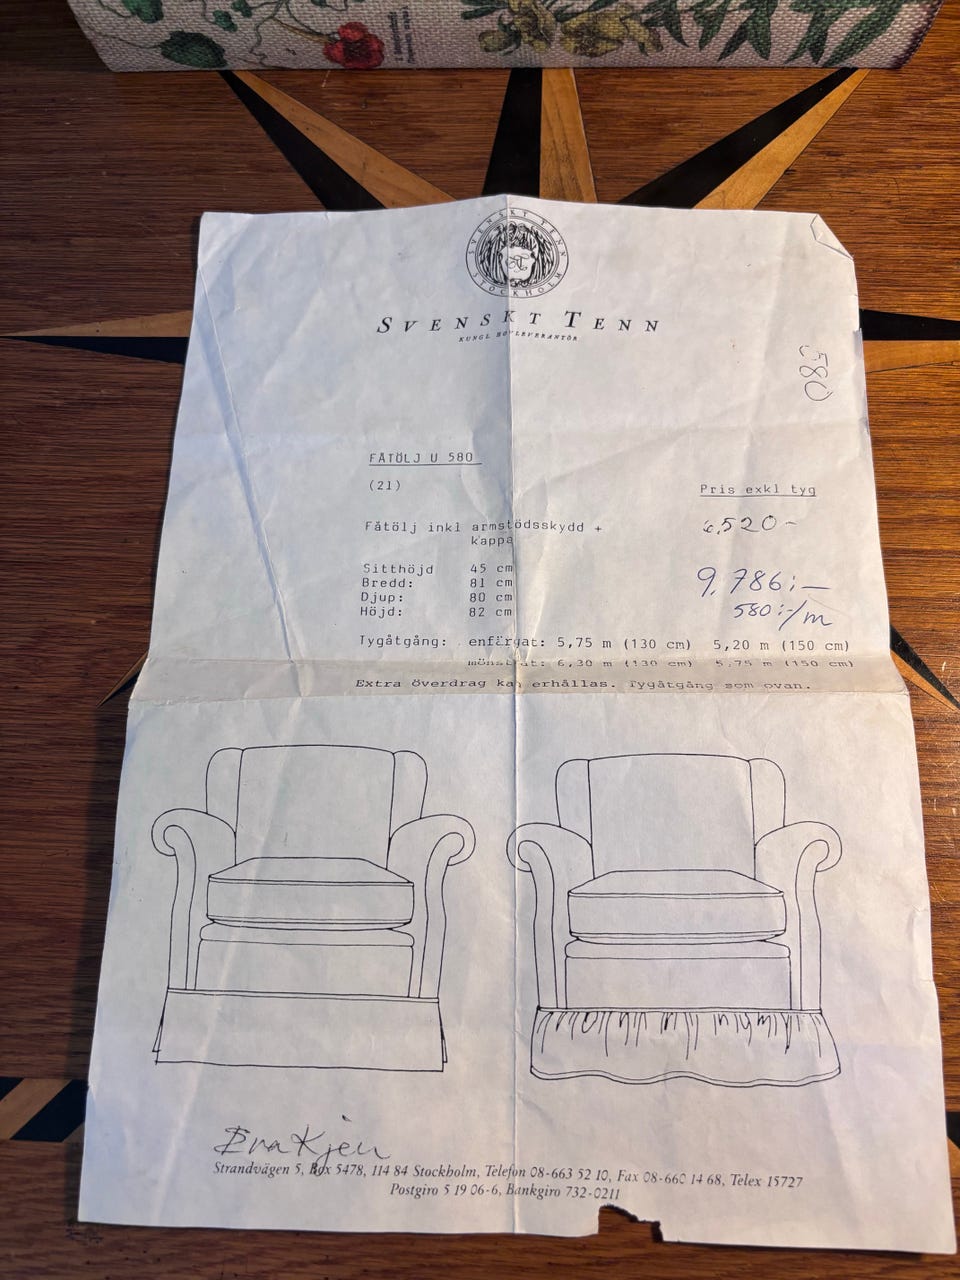 SVENSKT TENN
STOCKHOLM
SVENSKT TENN
KUNGL HOVLEVERANTÖR
580
FÅTÖLJ U 580
(21)
Pris exkl tyg
Fåtölj inkl armstödsskydd +
kappa
6,520-
Sitthöjd 45 cm
Bredd: 81 cm
Djup: 80 cm
Höjd: 82 cm
9.786:-
580:-/m
Tygåtgång: enfärgat: 5,75 m (130 cm) 5,20 m (150 cm)
mönstrat: 6,30 m (130 cm) 5,75 m (150 cm)
Extra överdrag kan erhållas. Tygåtgång som ovan.
Strandvägen 5, Box 5478, 114 84 Stockholm, Telefon 08-663 52 10, Fax 08-660 14 68, Telex 15727
Postgiro 5 19 06-6, Bankgiro 732-0211